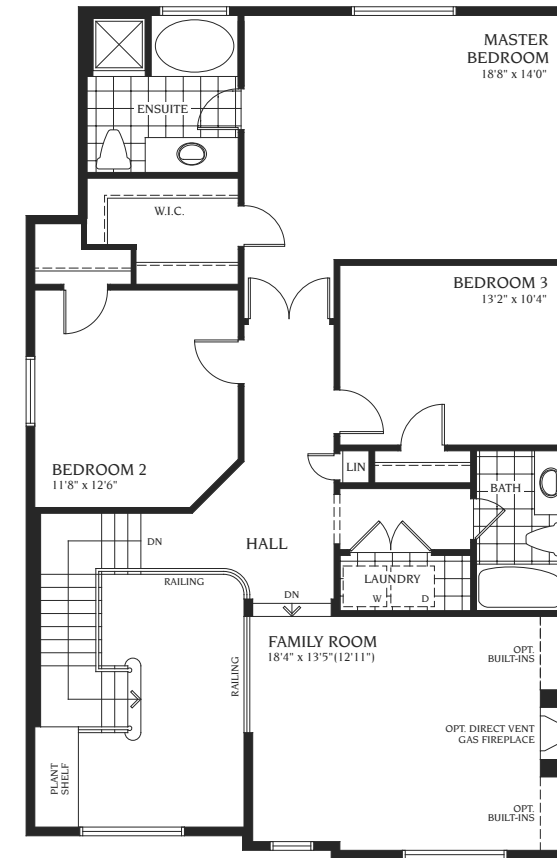 MASTER
BEDROOM
18'8" x 14'0"
ENSUITE
W.I.C.
BEDROOM 3
13'2" x 10'4"
BEDROOM 2
11'8" x 12'6"
LIN
BATH
DN
HALL
RAILING
LAUNDRY
W
D
DN
FAMILY ROOM
18'4" x 13'5"(12'11")
RAILING
OPT.
BUILT-INS
OPT. DIRECT VENT
GAS FIREPLACE
PLANT
SHELF
OPT.
BUILT-INS